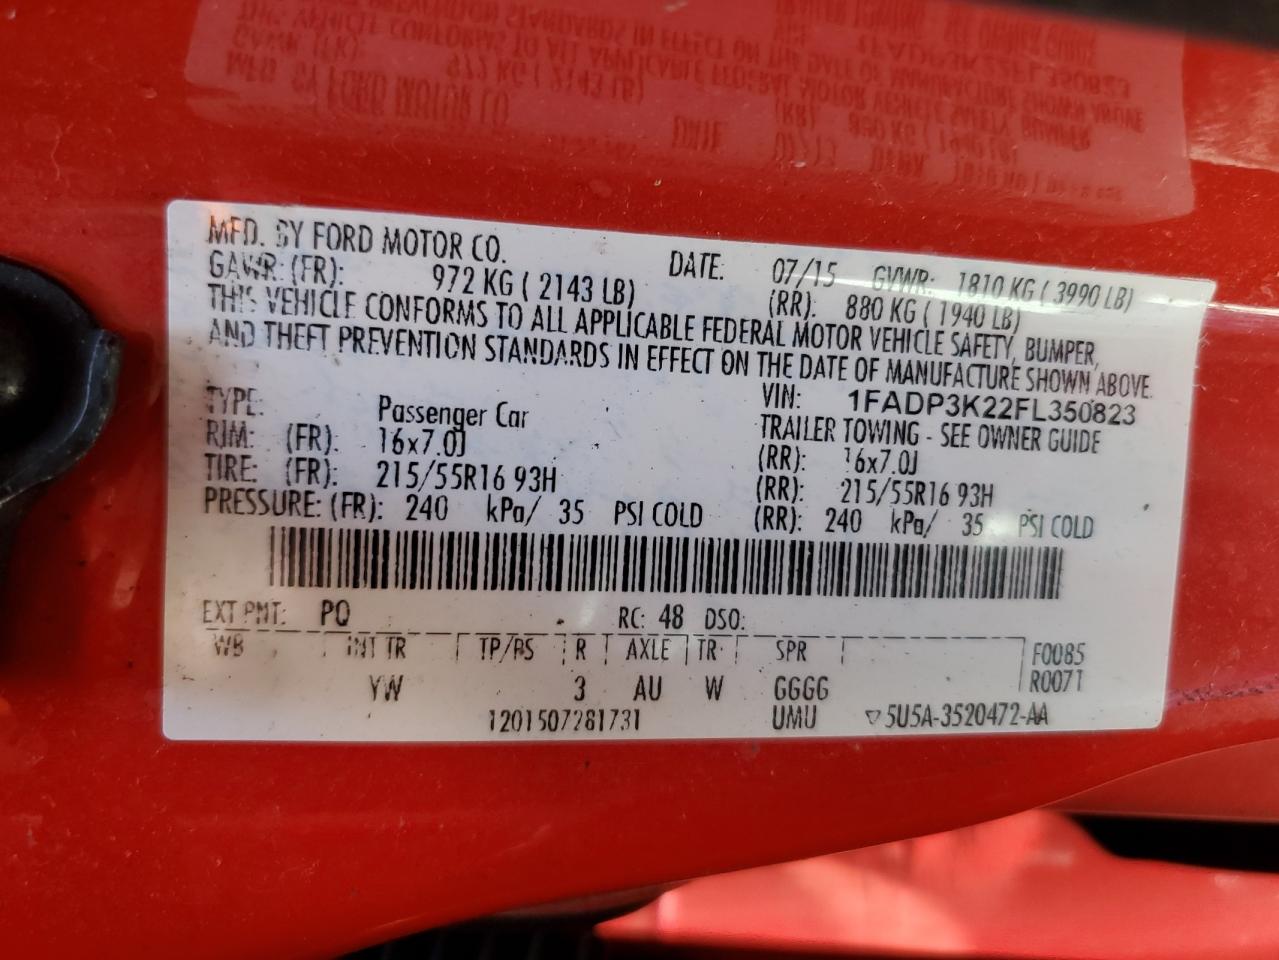 MFD. BY FORD MOTOR CO.
DATE: 07/15 GVWR: 1810 KG ( 3990 LB)
GAWR: (FR): 972 KG ( 2143 LB) (RR): 880 KG ( 1940 LB)
THIS VEHICLE CONFORMS TO ALL APPLICABLE FEDERAL MOTOR VEHICLE SAFETY, BUMPER,
AND THEFT PREVENTION STANDARDS IN EFFECT ON THE DATE OF MANUFACTURE SHOWN ABOVE.
VIN: 1FADP3K22FL350823
TYPE: Passenger Car TRAILER TOWING - SEE OWNER GUIDE
RIM: (FR): 16x7.0J (RR): 16x7.0J
TIRE: (FR): 215/55R16 93H (RR): 215/55R16 93H
PRESSURE: (FR): 240 kPa/ 35 PSI COLD (RR): 240 kPa/ 35 PSI COLD
EXT PNT: PQ RC: 48 DSO:
WB INT TR TP/PS R AXLE TR SPR F0085
YW 3 AU W GGGG R0071
1201507281731 UMU ▽5U5A-3520472-AA